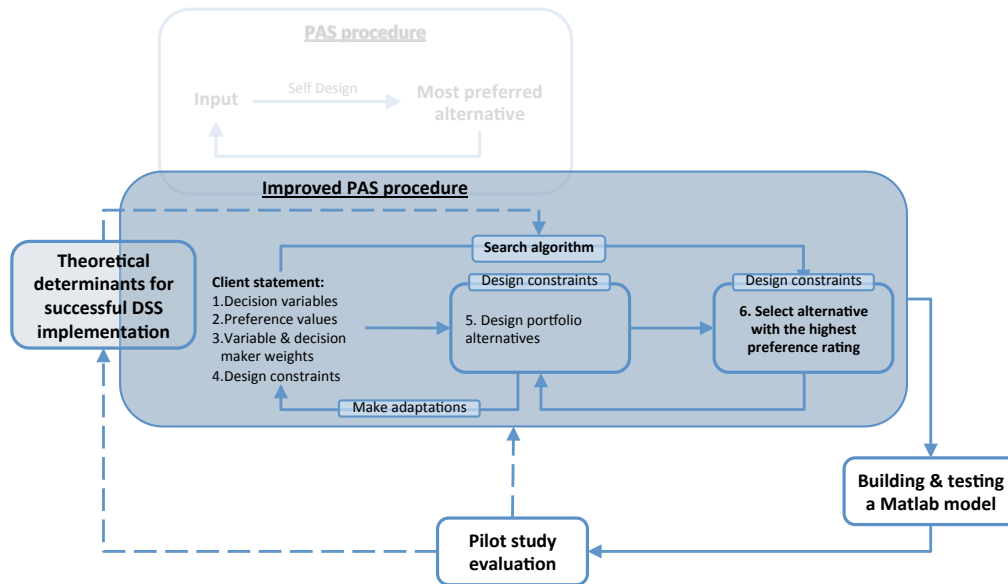 PAS procedure
Self Design
Input
Most preferred
alternative
Improved PAS procedure
Search algorithm
Theoretical
determinants for
successful DSS
implementation
Client statement:
1.Decision variables
2.Preference values
3.Variable & decision
maker weights
4.Design constraints
Design constraints
5. Design portfolio
alternatives
Design constraints
6. Select alternative
with the highest
preference rating
Make adaptations
Building & testing
a Matlab model
Pilot study
evaluation